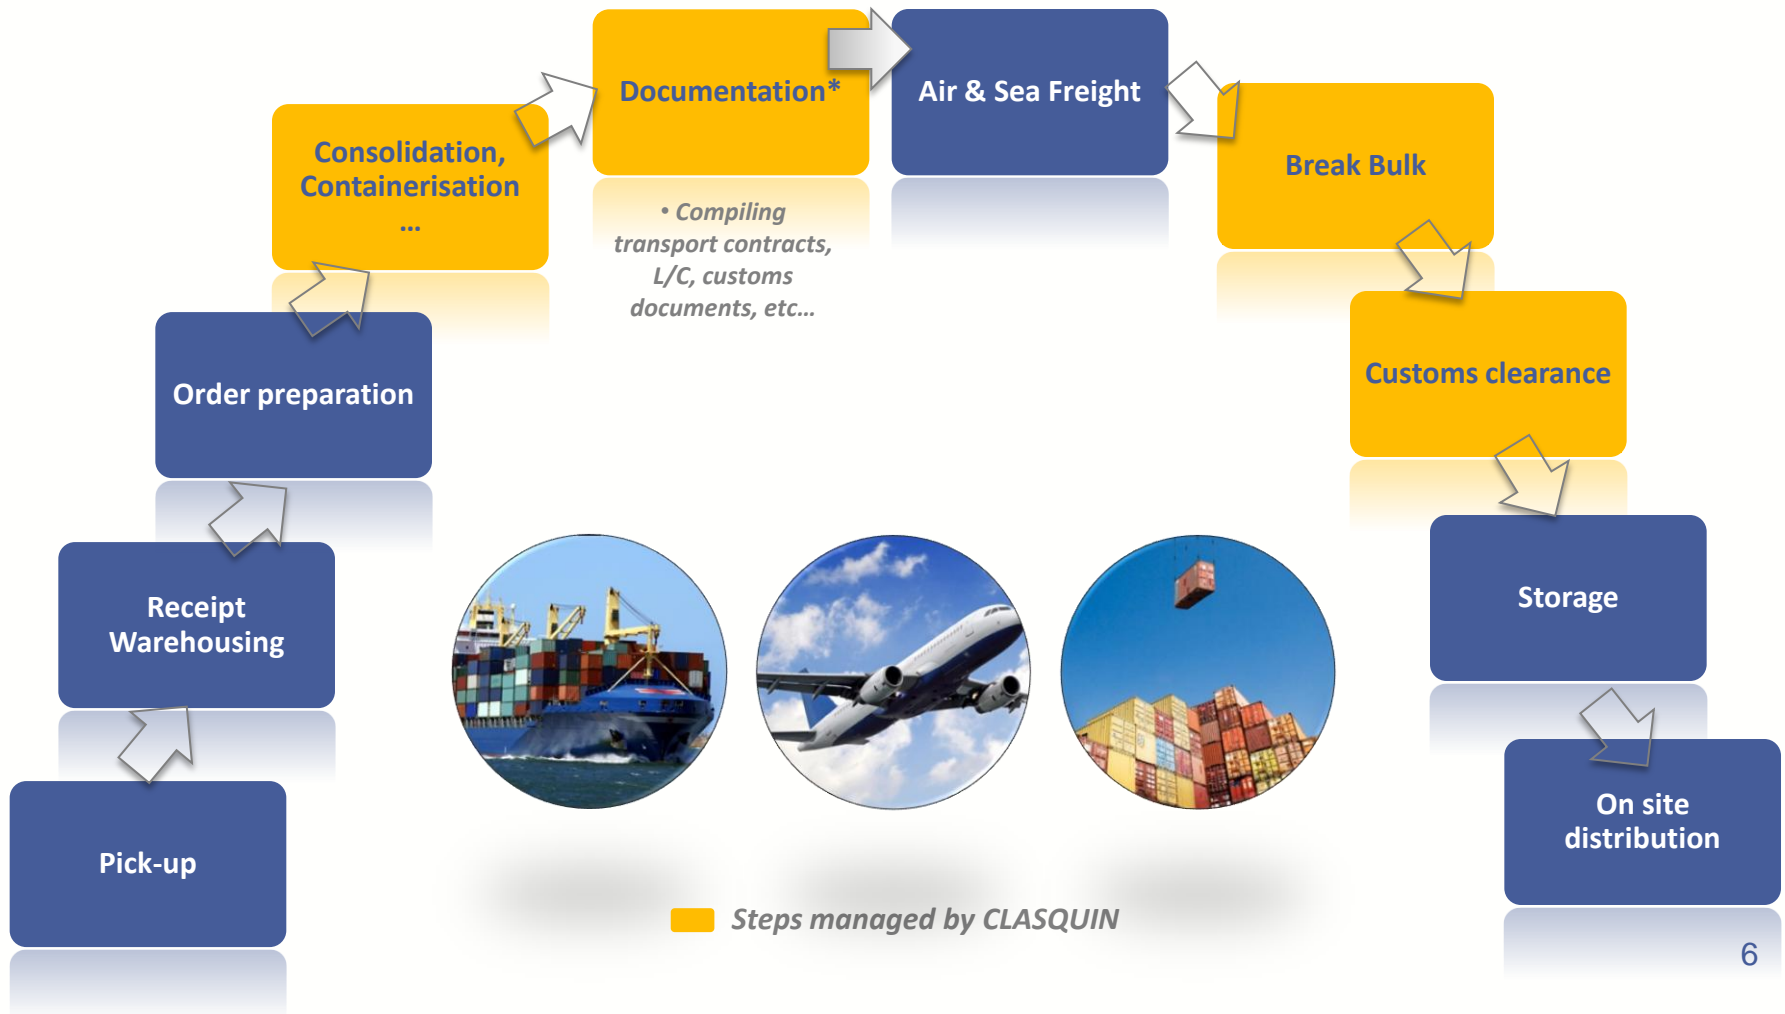 Documentation*
Air & Sea Freight
Consolidation,
Containerisation
...
Break Bulk
• Compiling
transport contracts,
L/C, customs
documents, etc...
Order preparation
Customs clearance
Receipt
Warehousing
Storage
Pick-up
On site
distribution
Steps managed by CLASQUIN
6